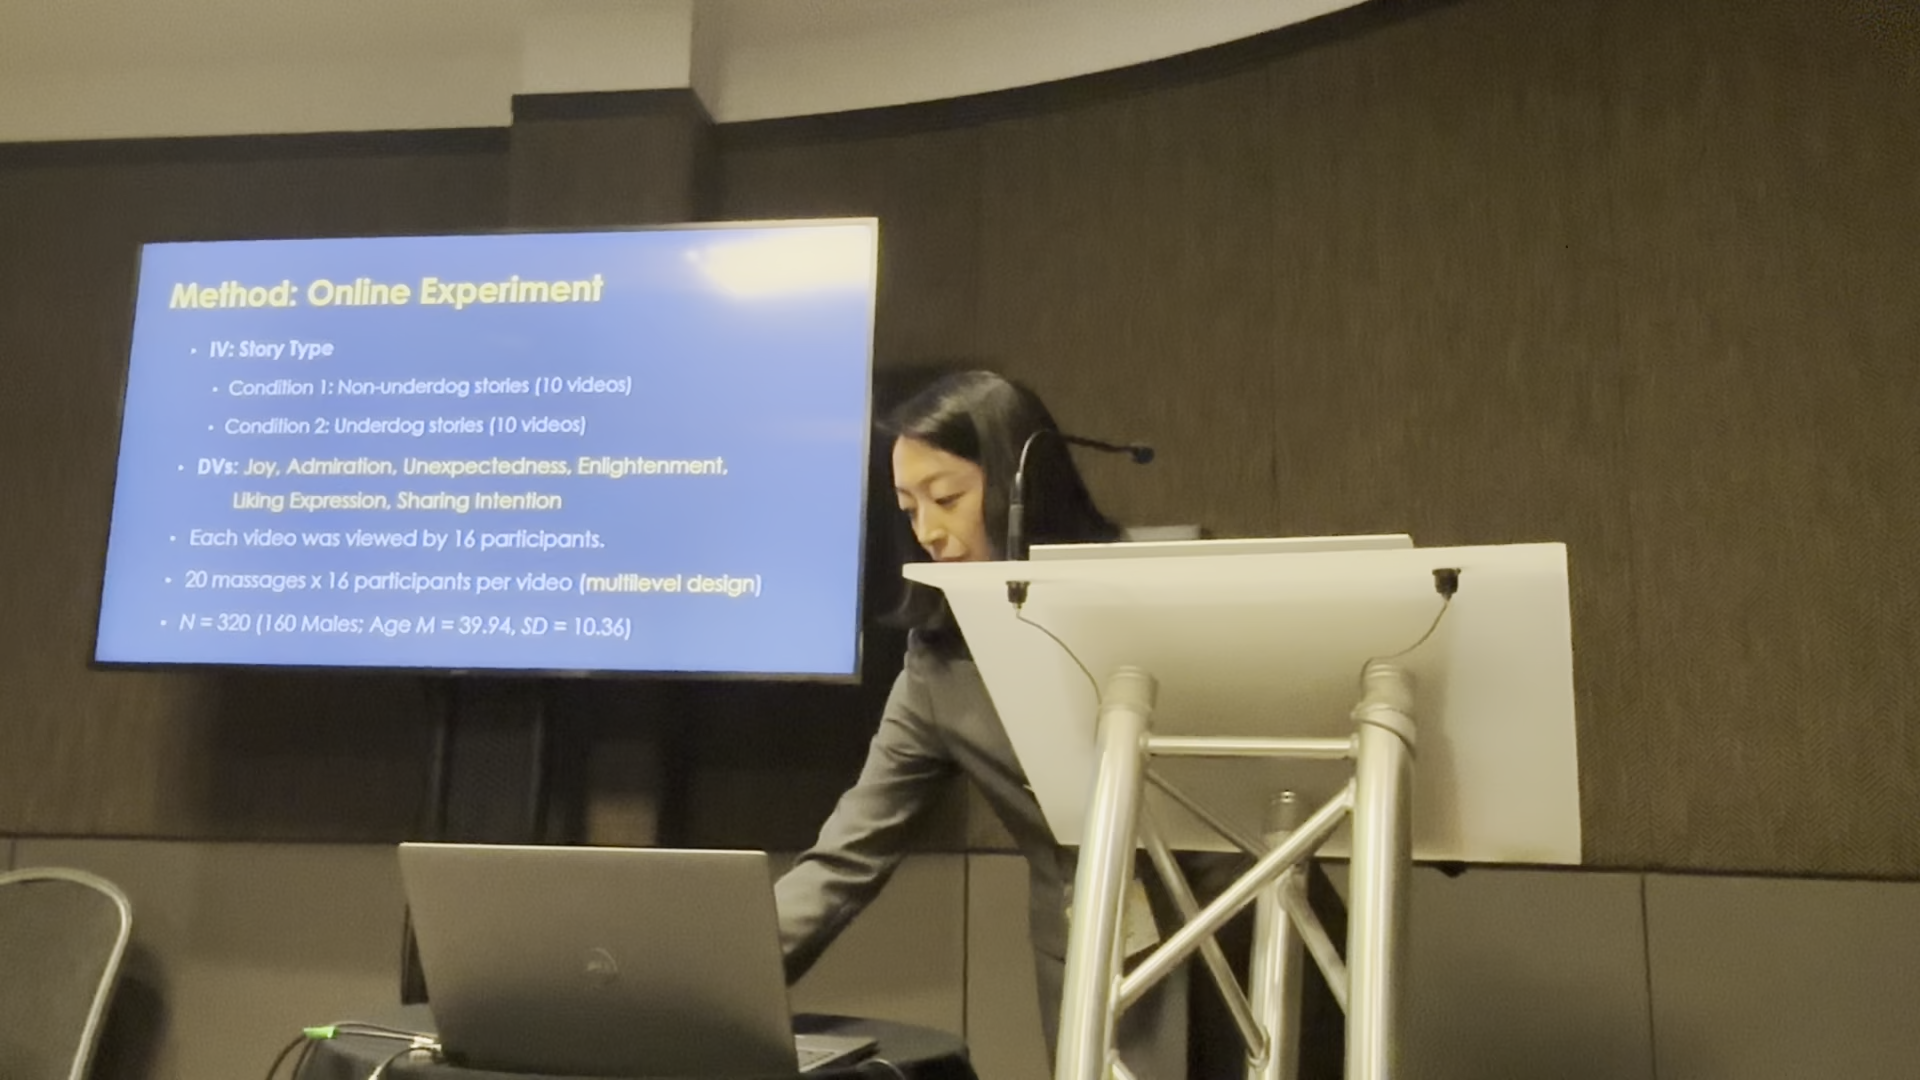 Method: Online Experiment
• IV: Story Type
• Condition 1: Non-underdog stories (10 videos)
• Condition 2: Underdog stories (10 videos)
• DVs: Joy, Admiration, Unexpectedness, Enlightenment,
Liking Expression, Sharing Intention
• Each video was viewed by 16 participants.
• 20 massages x 16 participants per video (multilevel design)
• N = 320 (160 Males; Age M = 39.94, SD = 10.36)
DELL